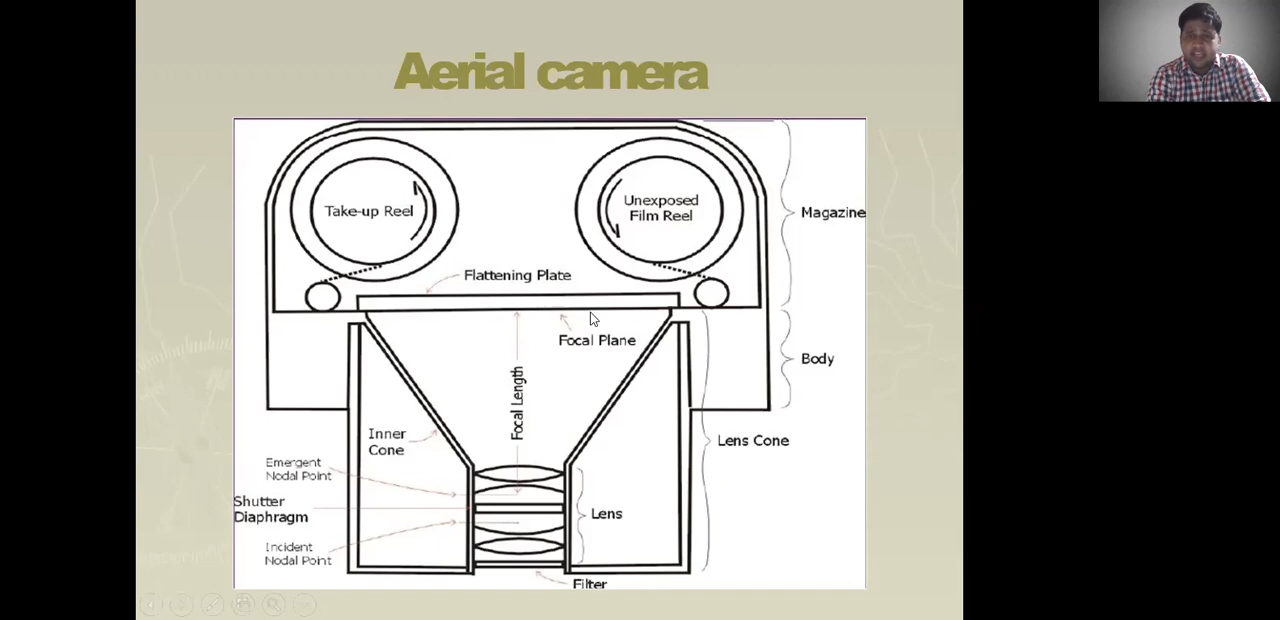 Aerial camera
Take-up Reel
Unexposed
Film Reel
Magazine
Flattening Plate
Focal Plane
Body
Focal Length
Inner
Cone
Lens Cone
Emergent
Nodal Point
Shutter
Diaphragm
Lens
Incident
Nodal Point
Filter